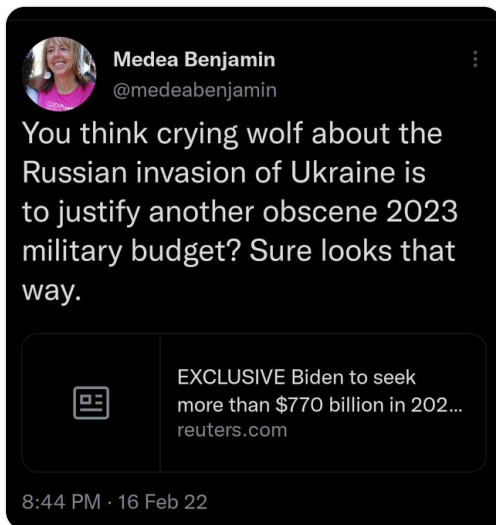 Medea Benjamin
@medeabenjamin
You think crying wolf about the
Russian invasion of Ukraine is
to justify another obscene 2023
military budget? Sure looks that
way.
EXCLUSIVE Biden to seek
more than $770 billion in 202...
reuters.com
8:44 PM · 16 Feb 22